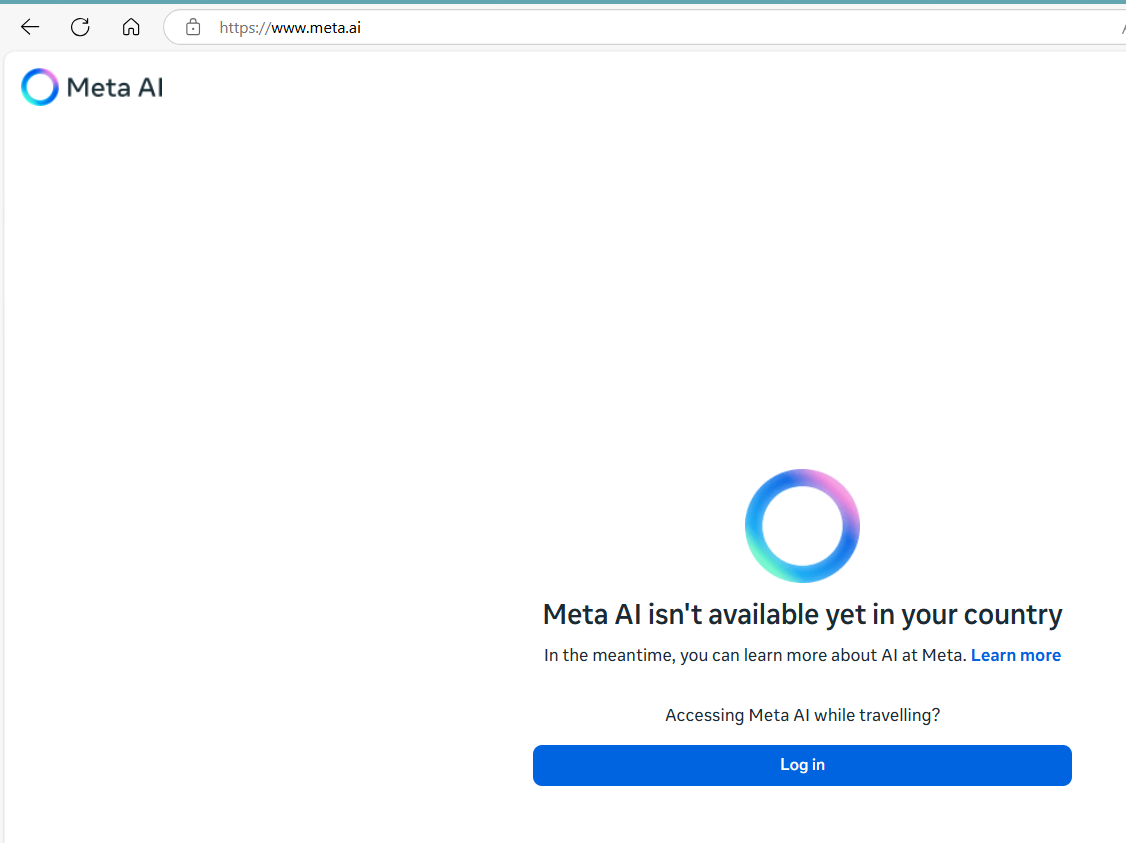 https://www.meta.ai
Meta AI
Meta AI isn't available yet in your country
In the meantime, you can learn more about AI at Meta. Learn more
Accessing Meta AI while travelling?
Log in